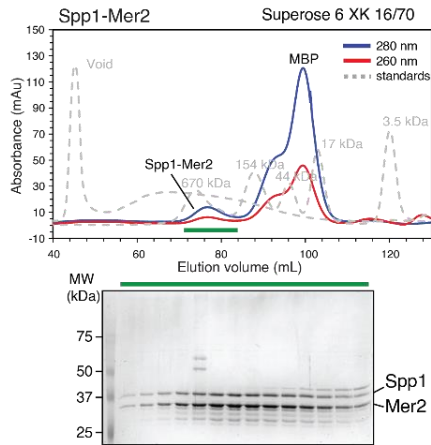 Spp1-Mer2 Superose 6 XK 16/70
150
130
110
90
70
50
30
10
-10
Absorbance (mAu)
280 nm
260 nm
standards
Void
MBP
Spp1-Mer2
670 kDa
154 kDa
44 kDa
17 kDa
3.5 kDa
40 60 80 100 120
Elution volume (mL)
MW
(kDa)
75
50
37
25
Spp1
Mer2